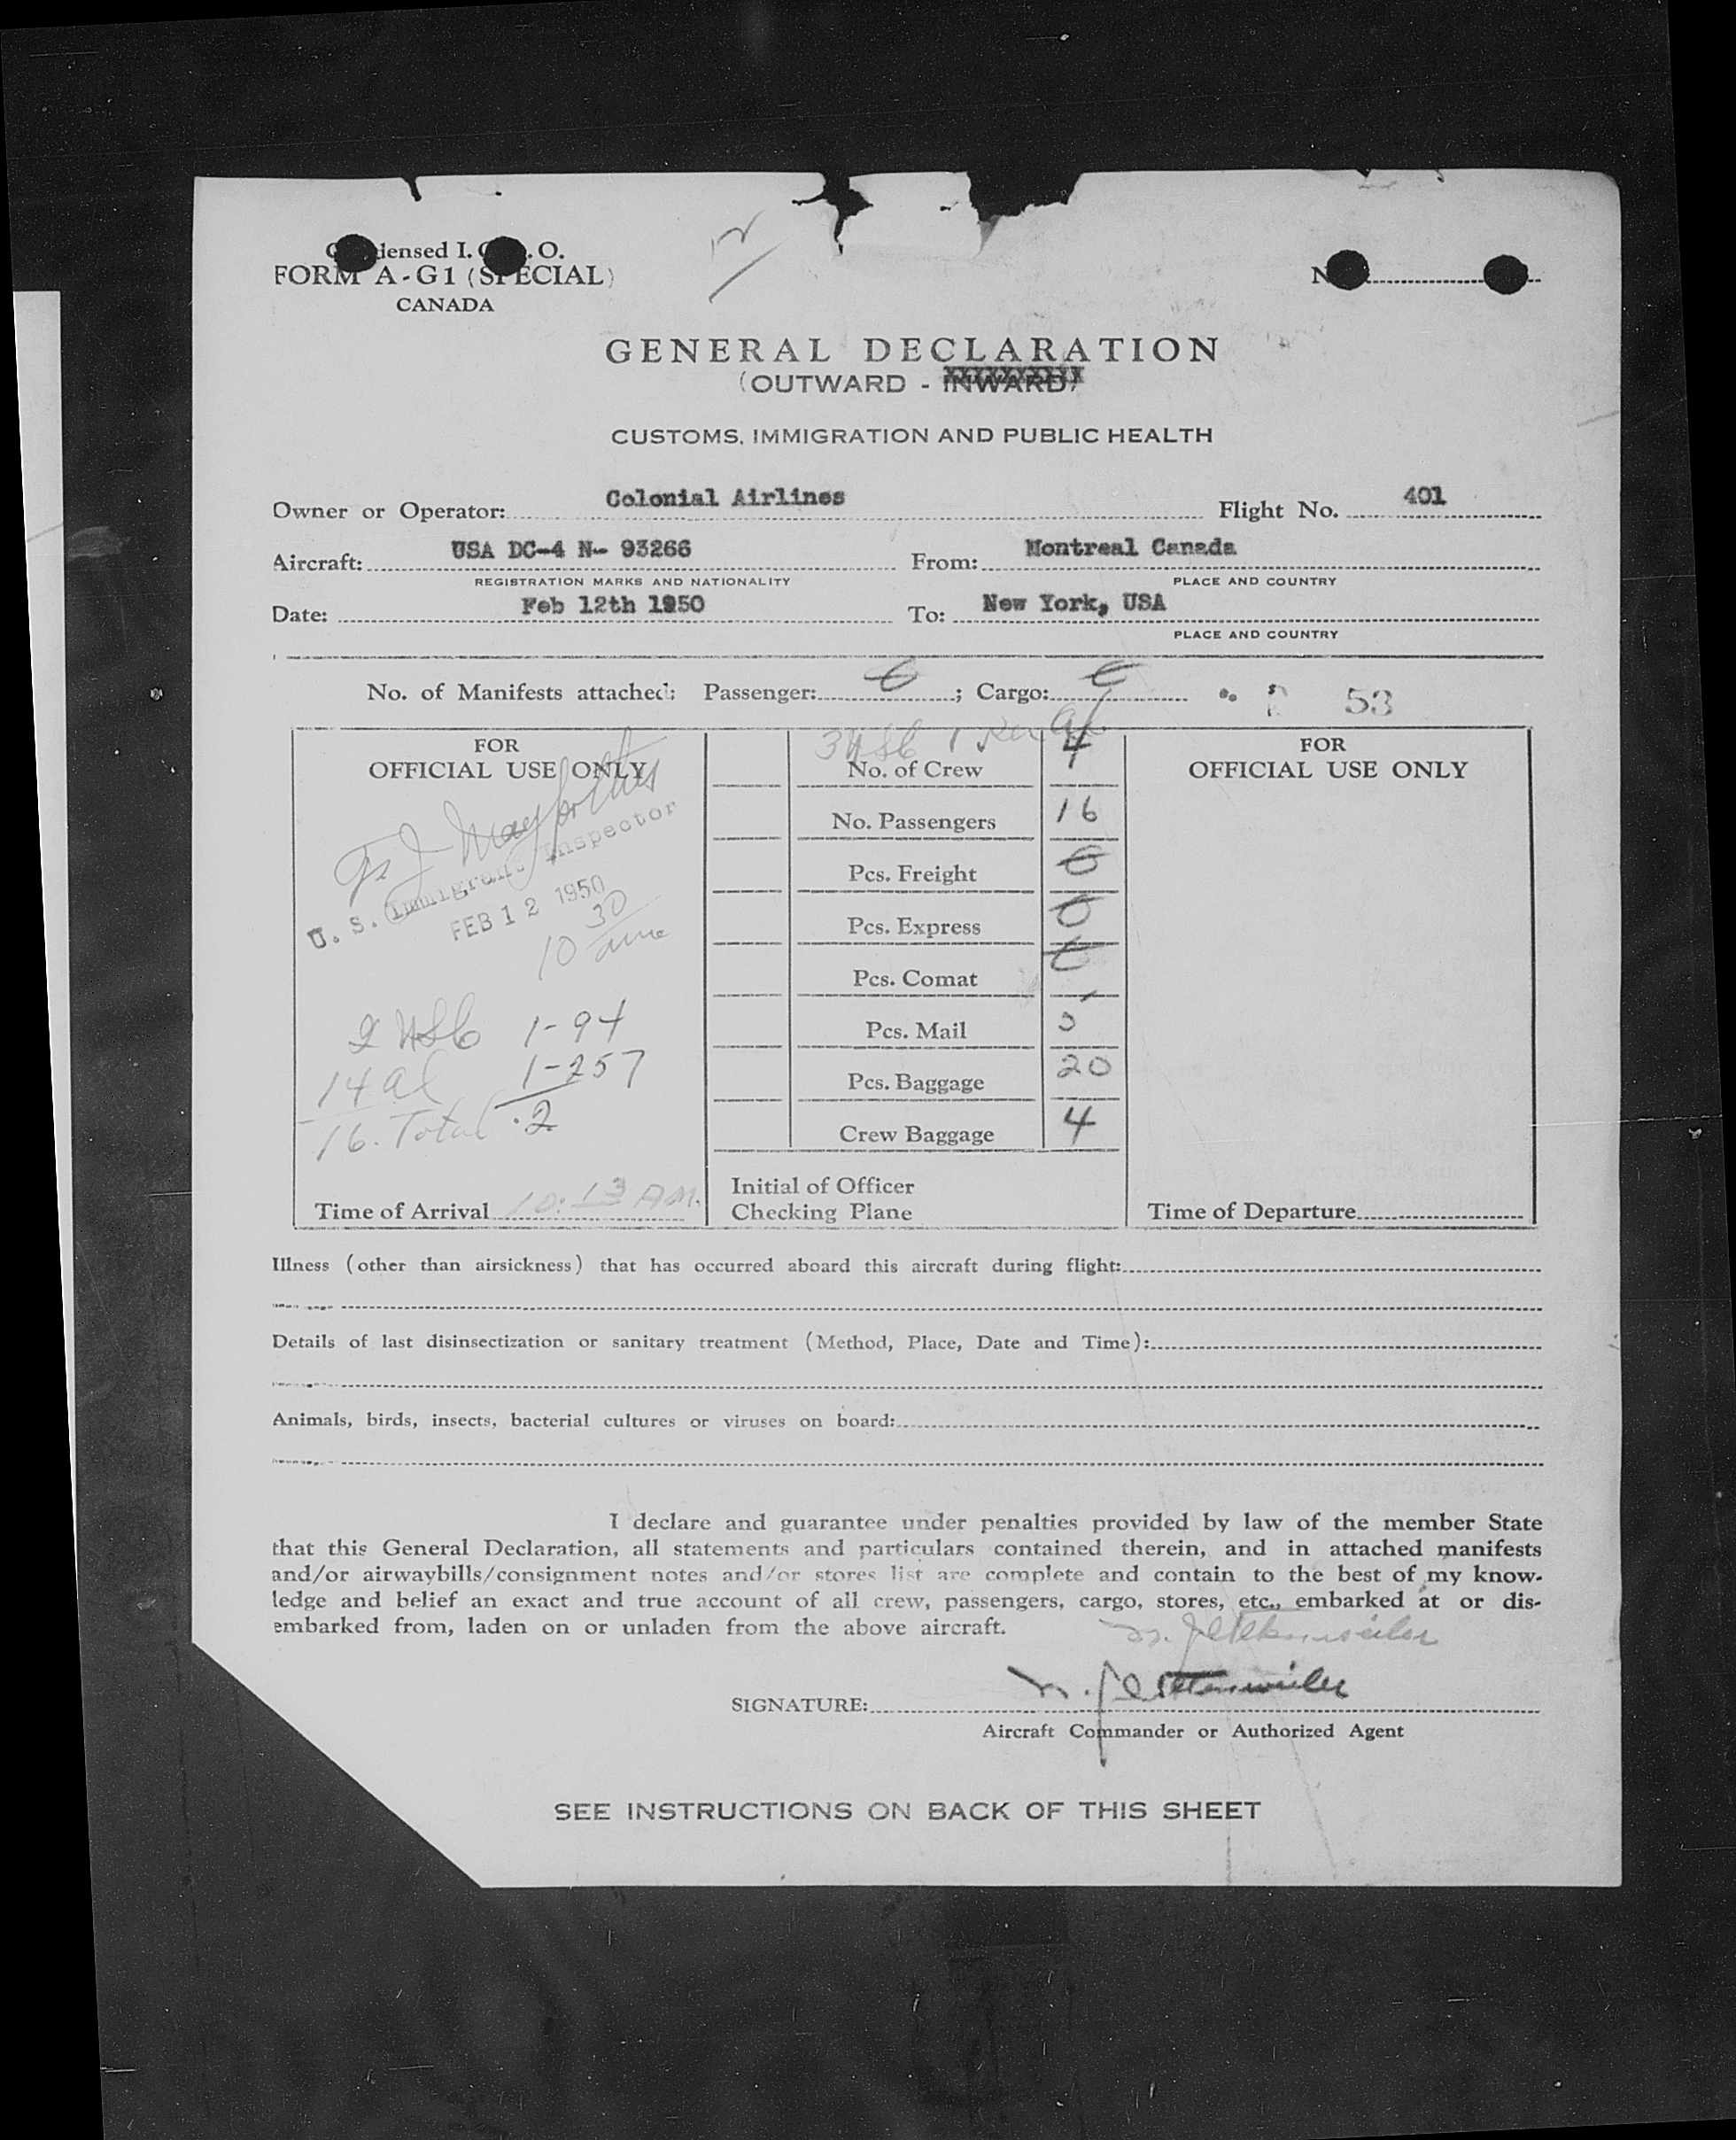 12
Condensed I. O.
FORM A-G1 (SPECIAL)
CANADA
GENERAL DECLARATION
(OUTWARD - INWARD)
CUSTOMS, IMMIGRATION AND PUBLIC HEALTH
Owner or Operator: Colonial Airlines Flight No. 401
Aircraft: USA DC-4 N- 93266 From: Montreal Canada
REGISTRATION MARKS AND NATIONALITY PLACE AND COUNTRY
Date: Feb 12th 1950 To: New York, USA
PLACE AND COUNTRY
No. of Manifests attached: Passenger: ; Cargo: 53
FOR
OFFICIAL USE ONLY
U. S. Immigrant Inspector
FEB 12 1950
10 30 am
2 USC 1-94
14 al 1-257
16. Total 2
Time of Arrival 10:13 AM.
3 USC 1 al
No. of Crew 4
No. Passengers 16
Pcs. Freight 0
Pcs. Express 0
Pcs. Comat
Pcs. Mail
Pcs. Baggage 20
Crew Baggage 4
Initial of Officer
Checking Plane
FOR
OFFICIAL USE ONLY
Time of Departure
Illness (other than airsickness) that has occurred aboard this aircraft during flight:
Details of last disinsectization or sanitary treatment (Method, Place, Date and Time):
Animals, birds, insects, bacterial cultures or viruses on board:
I declare and guarantee under penalties provided by law of the member State
that this General Declaration, all statements and particulars contained therein, and in attached manifests
and/or airwaybills/consignment notes and/or stores list are complete and contain to the best of my know-
ledge and belief an exact and true account of all crew, passengers, cargo, stores, etc., embarked at or dis-
embarked from, laden on or unladen from the above aircraft.
SIGNATURE:
Aircraft Commander or Authorized Agent
SEE INSTRUCTIONS ON BACK OF THIS SHEET